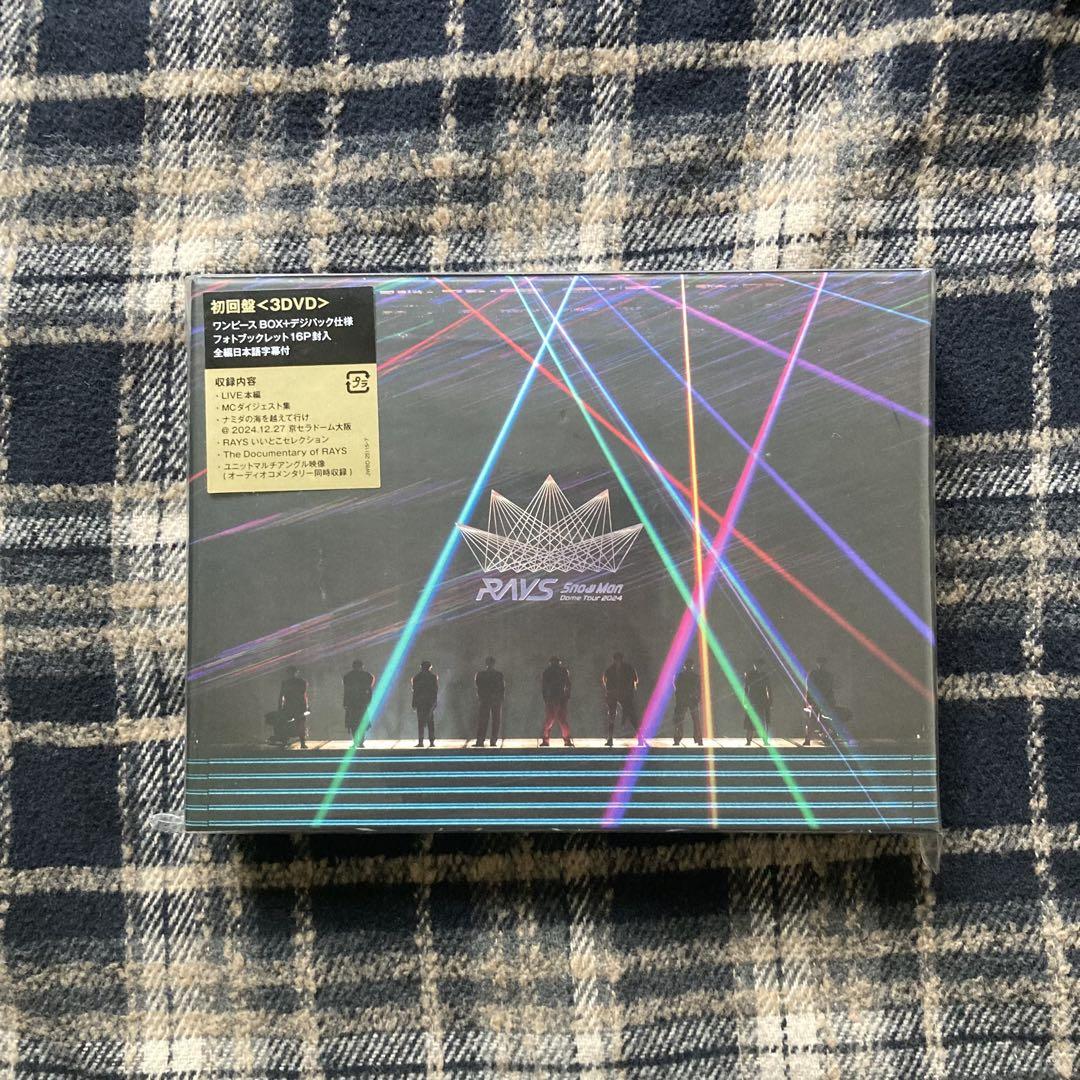 初回盤<3DVD>
ワンピースBOX+デジパック仕様
フォトブックレット16P封入
全編日本語字幕付
収録内容
プラ
・LIVE本編
・MCダイジェスト集
・ナミダの海を越えて行け
@ 2024.12.27 京セラドーム大阪
・RAYS いいとこセレクション
・The Documentary of RAYS
・ユニットマルチアングル映像
(オーディオコメンタリー同時収録)
RAYS Snow Man
Dome Tour 2024